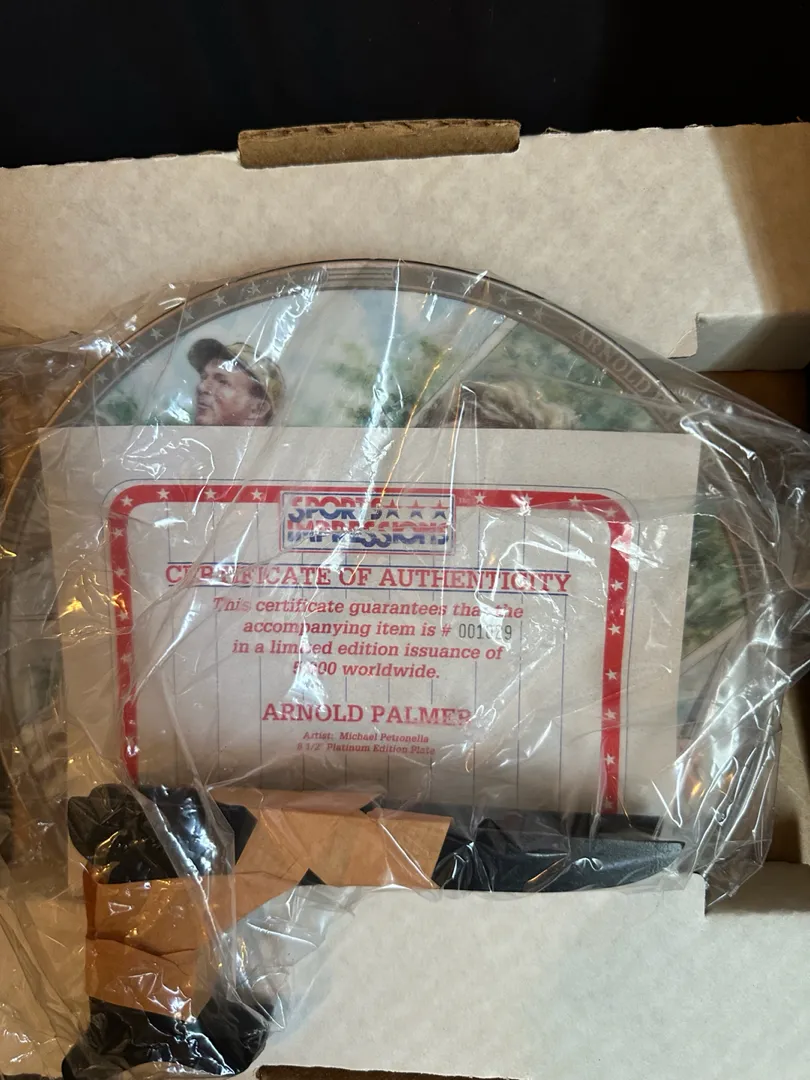 ARNOLD
SPORTS
IMPRESSIONS
CERTIFICATE OF AUTHENTICITY
This certificate guarantees that the
accompanying item is #
in a limited edition issuance of
worldwide.
ARNOLD PALMER
Artist: Michael Petronella
8 1/2" Platinum Edition Plate